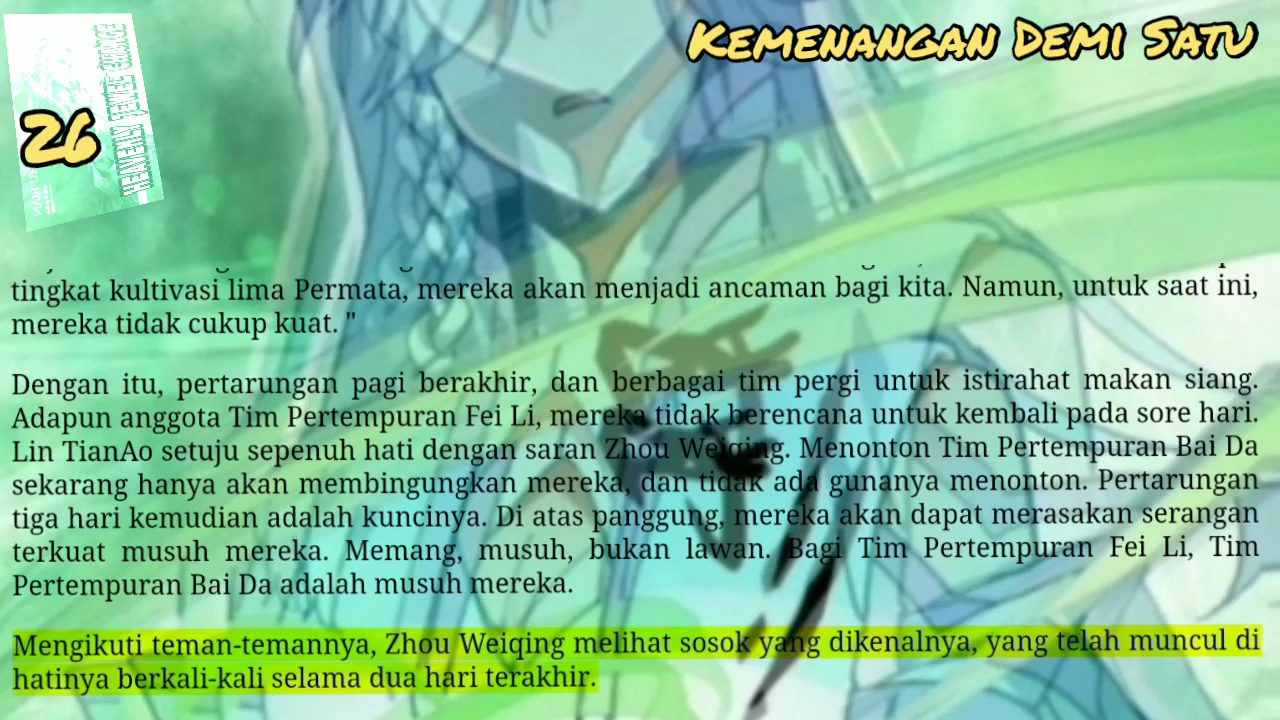 Kemenangan Demi Satu
HEAVENLY JEWEL CHANGE
26
tingkat kultivasi lima Permata, mereka akan menjadi ancaman bagi kita. Namun, untuk saat ini,
mereka tidak cukup kuat. "
Dengan itu, pertarungan pagi berakhir, dan berbagai tim pergi untuk istirahat makan siang.
Adapun anggota Tim Pertempuran Fei Li, mereka tidak berencana untuk kembali pada sore hari.
Lin TianAo setuju sepenuh hati dengan saran Zhou Weiqing. Menonton Tim Pertempuran Bai Da
sekarang hanya akan membingungkan mereka, dan tidak ada gunanya menonton. Pertarungan
tiga hari kemudian adalah kuncinya. Di atas panggung, mereka akan dapat merasakan serangan
terkuat musuh mereka. Memang, musuh, bukan lawan. Bagi Tim Pertempuran Fei Li, Tim
Pertempuran Bai Da adalah musuh mereka.
Mengikuti teman-temannya, Zhou Weiqing melihat sosok yang dikenalnya, yang telah muncul di
hatinya berkali-kali selama dua hari terakhir.